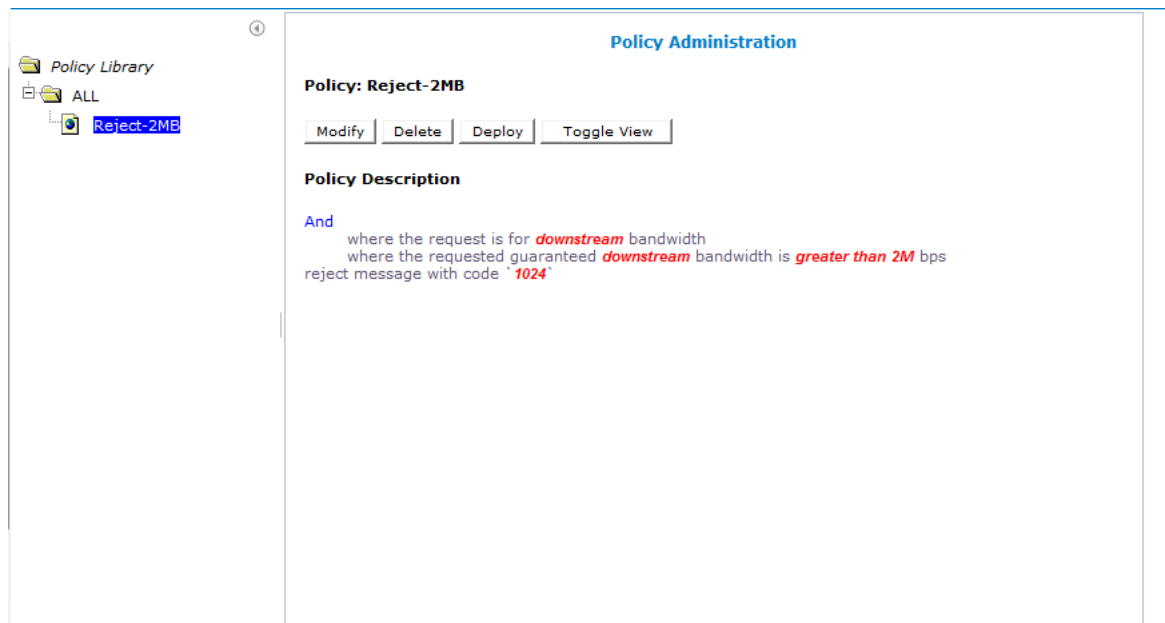 Policy Library
ALL
Reject-2MB
Policy Administration
Policy: Reject-2MB
Modify Delete Deploy Toggle View
Policy Description
And
where the request is for downstream bandwidth
where the requested guaranteed downstream bandwidth is greater than 2M bps
reject message with code `1024`